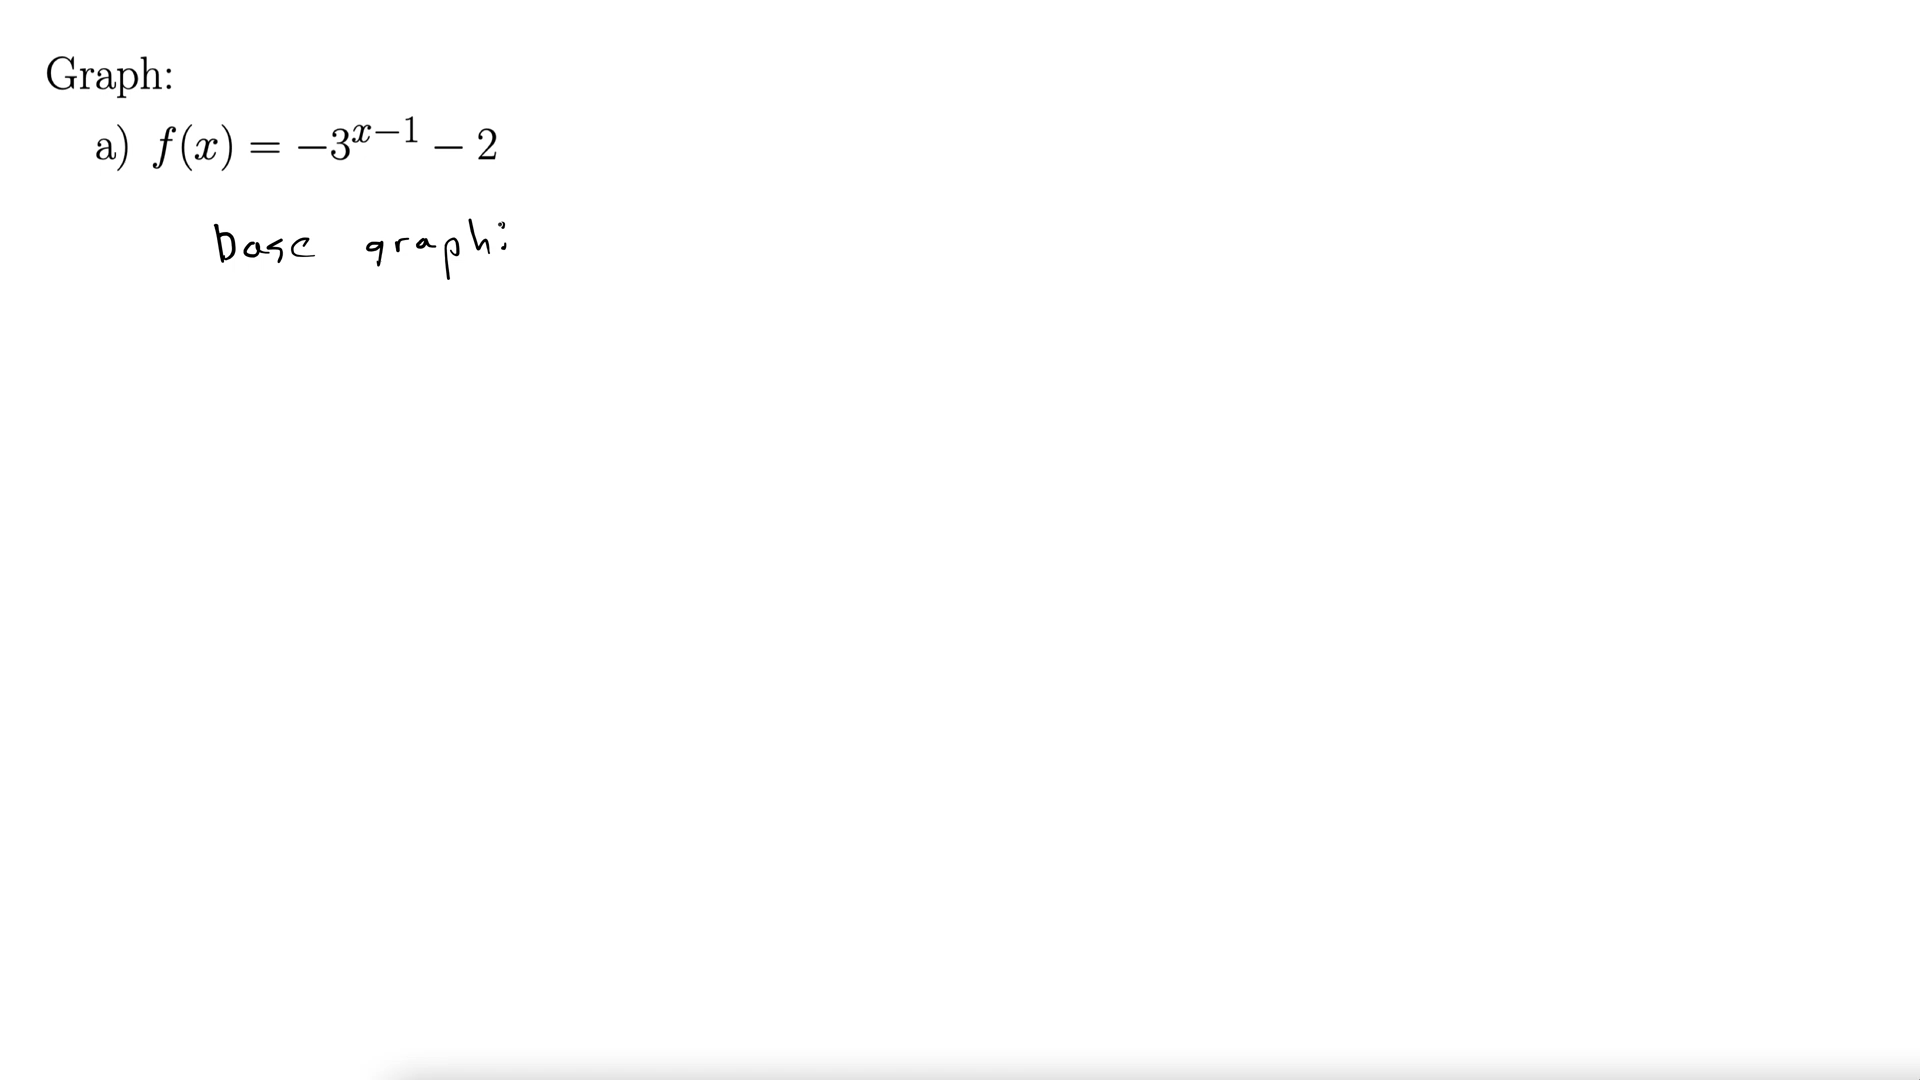 Graph:
a) f(x) = −3^{x−1} − 2
base graph: